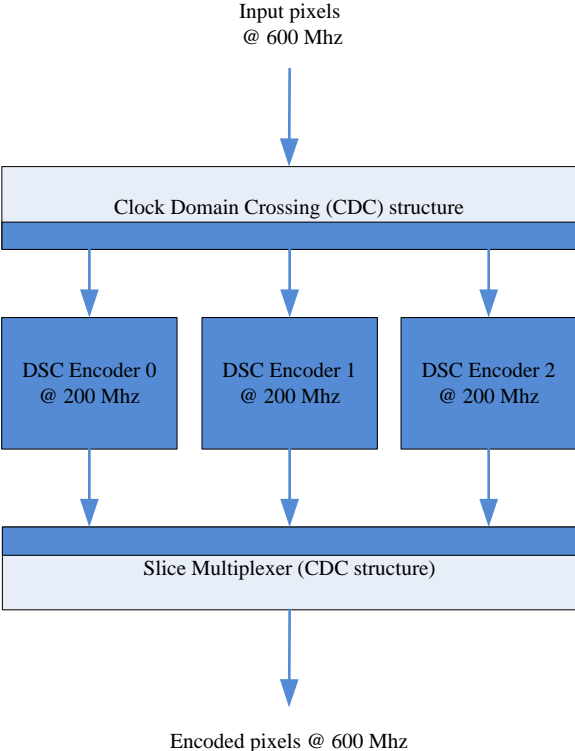 Input pixels
@ 600 Mhz
Clock Domain Crossing (CDC) structure
DSC Encoder 0
@ 200 Mhz
DSC Encoder 1
@ 200 Mhz
DSC Encoder 2
@ 200 Mhz
Slice Multiplexer (CDC structure)
Encoded pixels @ 600 Mhz